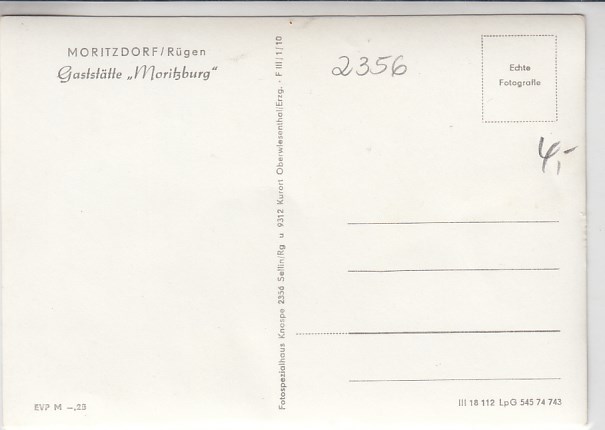 MORITZDORF/Rügen
Gaststätte „Moritzburg"
Fotospezialhaus Knospe 2356 Sellin/Rg u 9312 Kurort Oberwiesenthal/Erzg. - F III/1/10
2356
Echte
Fotografie
4,-
EVP M –,25
III 18 112 LpG 545 74 743